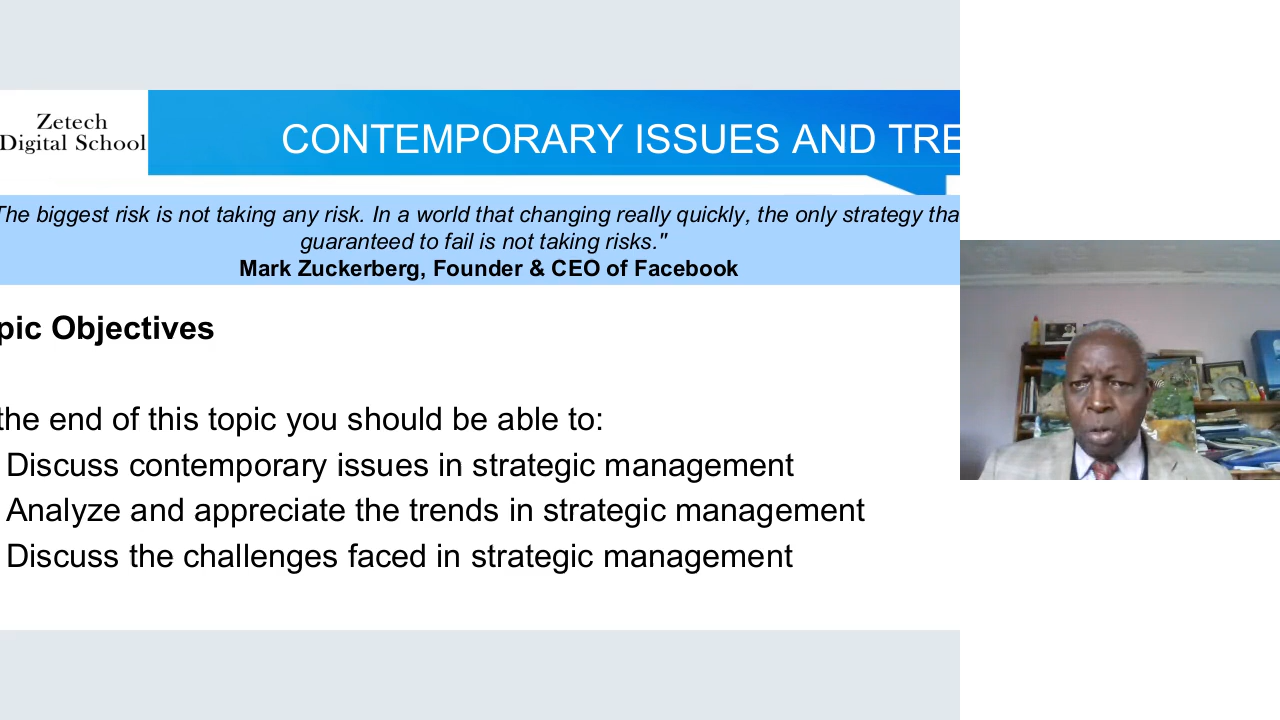 Zetech
Digital School
CONTEMPORARY ISSUES AND TRE
The biggest risk is not taking any risk. In a world that changing really quickly, the only strategy tha
guaranteed to fail is not taking risks."
Mark Zuckerberg, Founder & CEO of Facebook
pic Objectives
the end of this topic you should be able to:
Discuss contemporary issues in strategic management
Analyze and appreciate the trends in strategic management
Discuss the challenges faced in strategic management